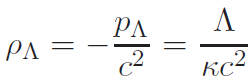 ρ_Λ = −p_Λ/c² = Λ/κc²